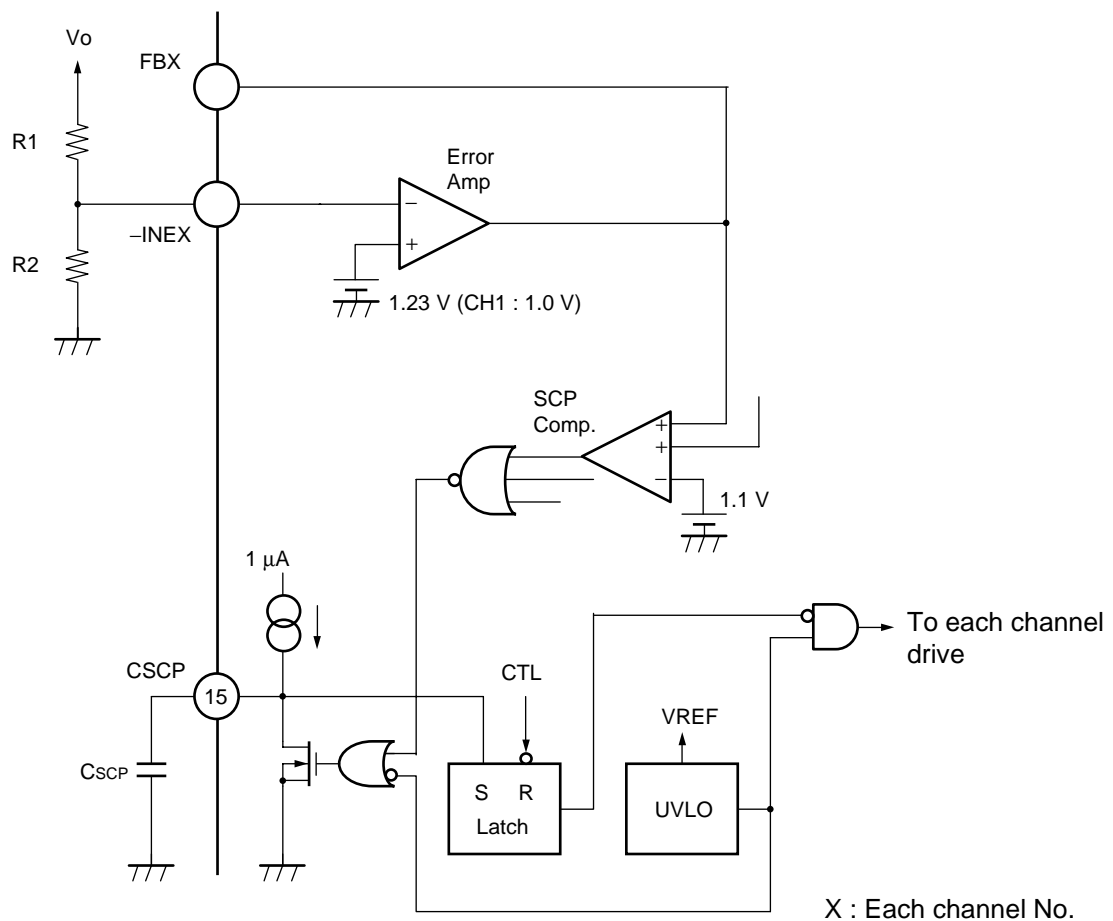 Vo
FBX
R1
Error
Amp
−
+
−INEX
R2
1.23 V (CH1 : 1.0 V)
SCP
Comp.
+
+
−
1.1 V
1 μA
To each channel
drive
CSCP
15
CTL
VREF
CSCP
S R
Latch
UVLO
X : Each channel No.